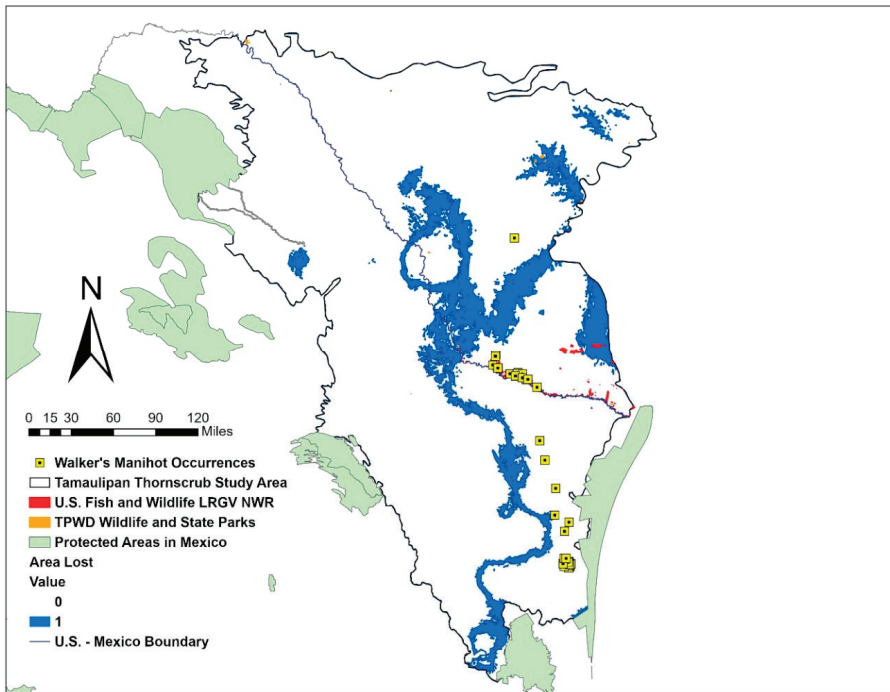 N
0 15 30 60 90 120
Miles
Walker's Manihot Occurrences
Tamaulipan Thornscrub Study Area
U.S. Fish and Wildlife LRGV NWR
TPWD Wildlife and State Parks
Protected Areas in Mexico
Area Lost
Value
0
1
U.S. - Mexico Boundary